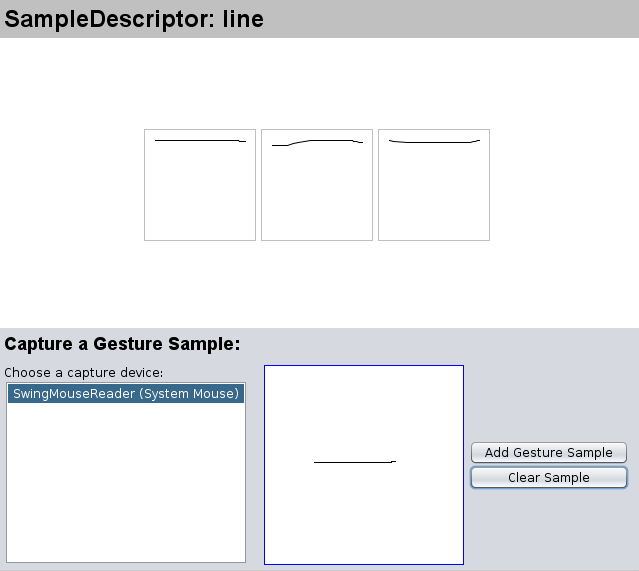 SampleDescriptor: line
Capture a Gesture Sample:
Choose a capture device:
SwingMouseReader (System Mouse)
Add Gesture Sample
Clear Sample